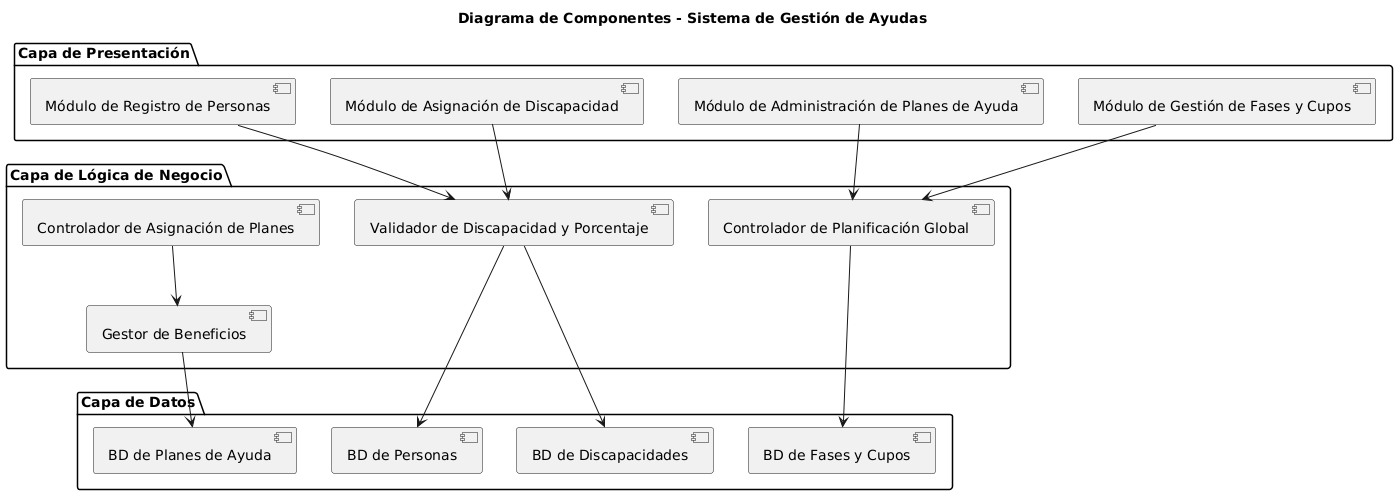 Diagrama de Componentes - Sistema de Gestión de Ayudas
Capa de Presentación
Módulo de Registro de Personas
Módulo de Asignación de Discapacidad
Módulo de Administración de Planes de Ayuda
Módulo de Gestión de Fases y Cupos
Capa de Lógica de Negocio
Controlador de Asignación de Planes
Validador de Discapacidad y Porcentaje
Controlador de Planificación Global
Gestor de Beneficios
Capa de Datos
BD de Planes de Ayuda
BD de Personas
BD de Discapacidades
BD de Fases y Cupos